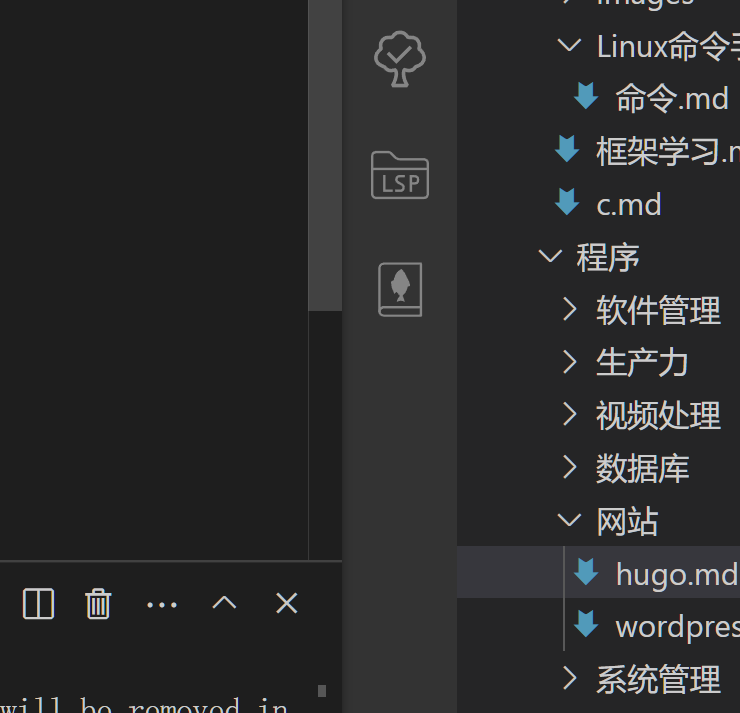 images
Linux命令手
命令.md
框架学习.m
c.md
程序
软件管理
生产力
视频处理
数据库
网站
hugo.md
wordpres
系统管理
LSP
will be removed in